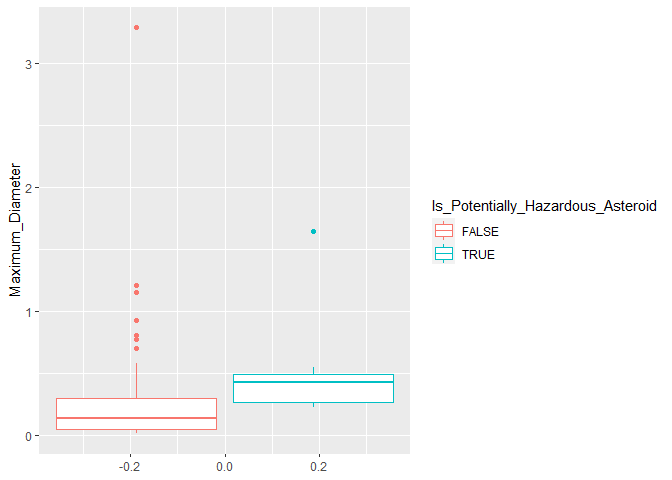 Maximum_Diameter
3
2
1
0
-0.2
0.0
0.2
Is_Potentially_Hazardous_Asteroid
FALSE
TRUE